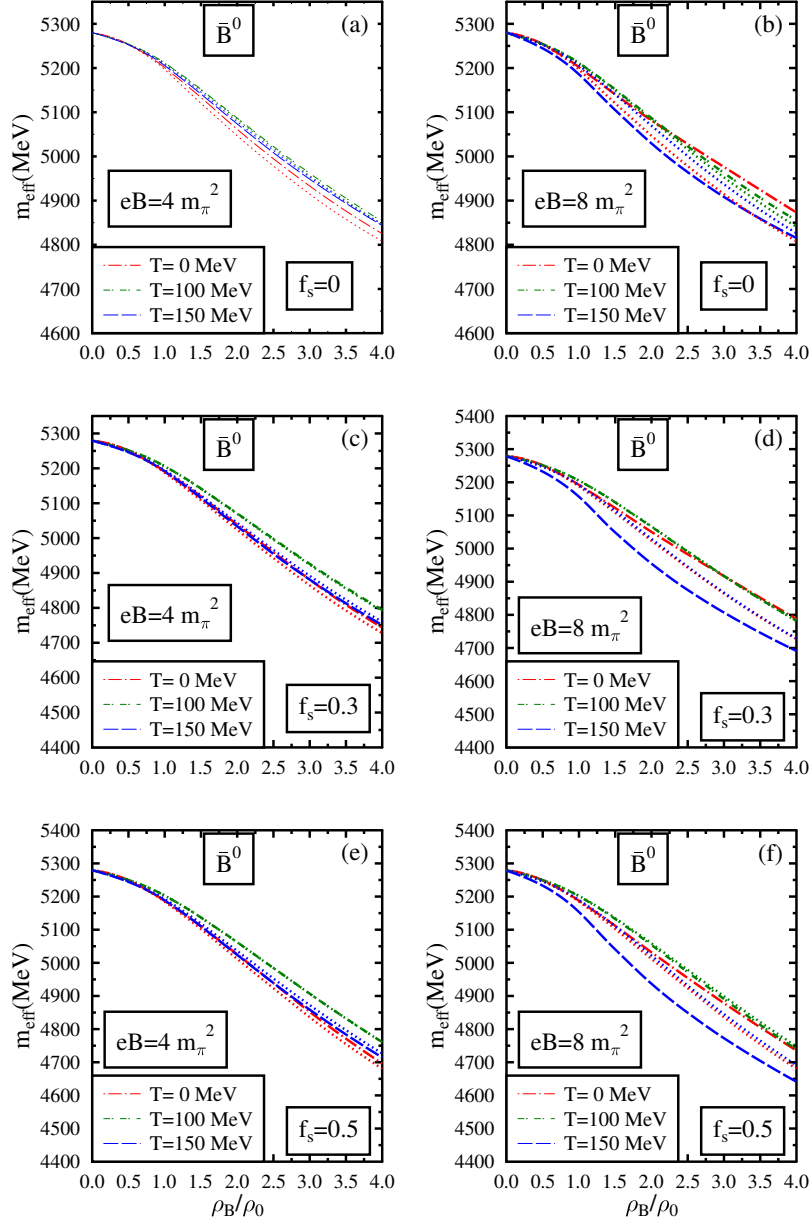 5300
5200
5100
5000
4900
4800
4700
4600
m_eff(MeV)
B̄⁰
(a)
eB=4 m_π²
T= 0 MeV
T=100 MeV
T=150 MeV
f_s=0
0.0 0.5 1.0 1.5 2.0 2.5 3.0 3.5 4.0
5300
5200
5100
5000
4900
4800
4700
4600
m_eff(MeV)
B̄⁰
(b)
eB=8 m_π²
T= 0 MeV
T=100 MeV
T=150 MeV
f_s=0
0.0 0.5 1.0 1.5 2.0 2.5 3.0 3.5 4.0
5300
5200
5100
5000
4900
4800
4700
4600
4500
4400
m_eff(MeV)
B̄⁰
(c)
eB=4 m_π²
T= 0 MeV
T=100 MeV
T=150 MeV
f_s=0.3
0.0 0.5 1.0 1.5 2.0 2.5 3.0 3.5 4.0
5400
5300
5200
5100
5000
4900
4800
4700
4600
4500
4400
m_eff(MeV)
B̄⁰
(d)
eB=8 m_π²
T= 0 MeV
T=100 MeV
T=150 MeV
f_s=0.3
0.0 0.5 1.0 1.5 2.0 2.5 3.0 3.5 4.0
5400
5300
5200
5100
5000
4900
4800
4700
4600
4500
4400
m_eff(MeV)
B̄⁰
(e)
eB=4 m_π²
T= 0 MeV
T=100 MeV
T=150 MeV
f_s=0.5
0.0 0.5 1.0 1.5 2.0 2.5 3.0 3.5 4.0
ρ_B/ρ_0
5400
5300
5200
5100
5000
4900
4800
4700
4600
4500
4400
m_eff(MeV)
B̄⁰
(f)
eB=8 m_π²
T= 0 MeV
T=100 MeV
T=150 MeV
f_s=0.5
0.0 0.5 1.0 1.5 2.0 2.5 3.0 3.5 4.0
ρ_B/ρ_0